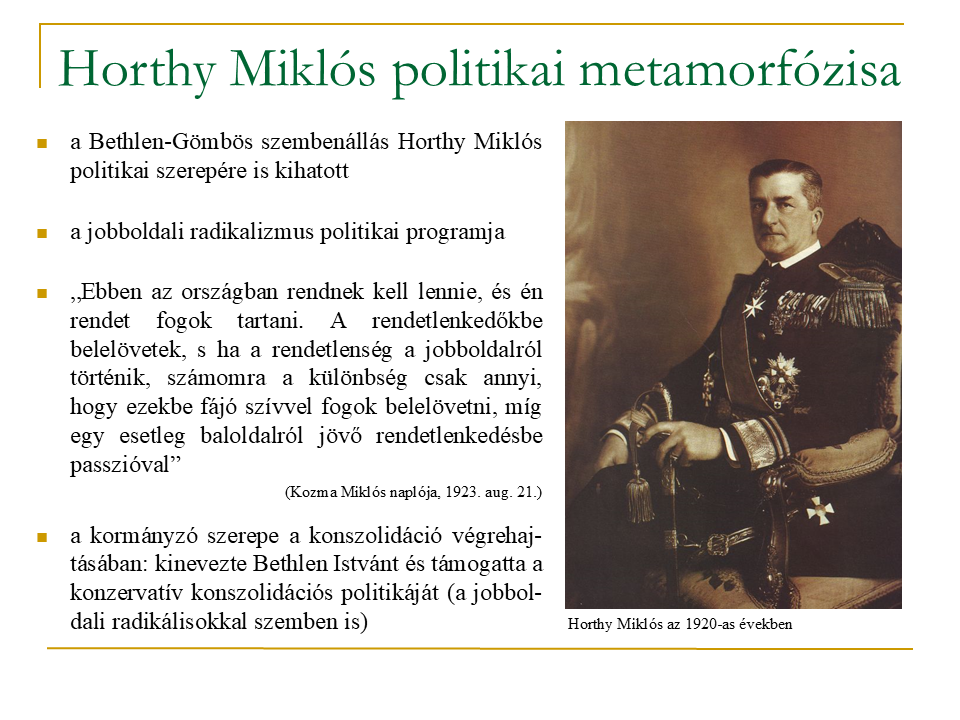 Horthy Miklós politikai metamorfózisa
a Bethlen-Gömbös szembenállás Horthy Miklós
politikai szerepére is kihatott
a jobboldali radikalizmus politikai programja
„Ebben az országban rendnek kell lennie, és én
rendet fogok tartani. A rendetlenkedőkbe
belelövetek, s ha a rendetlenség a jobboldalról
történik, számomra a különbség csak annyi,
hogy ezekbe fájó szívvel fogok belelövetni, míg
egy esetleg baloldalról jövő rendetlenkedésbe
passzióval”
(Kozma Miklós naplója, 1923. aug. 21.)
a kormányzó szerepe a konszolidáció végrehaj-
tásában: kinevezte Bethlen Istvánt és támogatta a
konzervatív konszolidációs politikáját (a jobbol-
dali radikálisokkal szemben is)
Horthy Miklós az 1920-as években